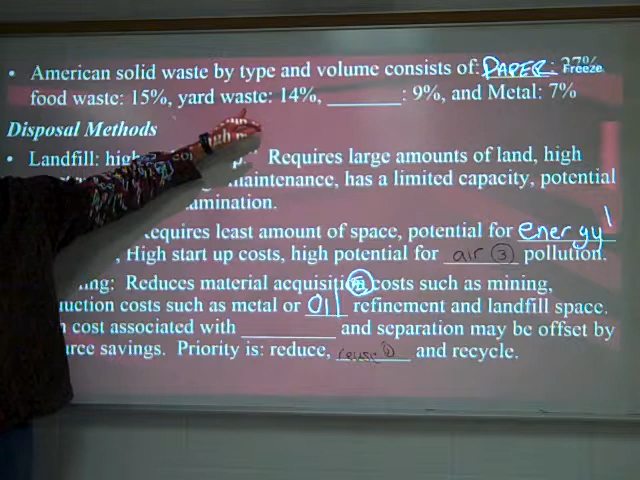 • American solid waste by type and volume consists of: PAPER: 37% Freeze
food waste: 15%, yard waste: 14%, _______: 9%, and Metal: 7%
Disposal Methods
• Landfill: Requires large amounts of land, high
maintenance, has a limited capacity, potential
amination.
equires least amount of space, potential for energy
, High start up costs, high potential for air ③ pollution.
ng: Reduces material acquisition costs such as mining,
uction costs such as metal or OIl refinement and landfill space.
cost associated with _________ and separation may be offset by
savings. Priority is: reduce, reuse ① and recycle.